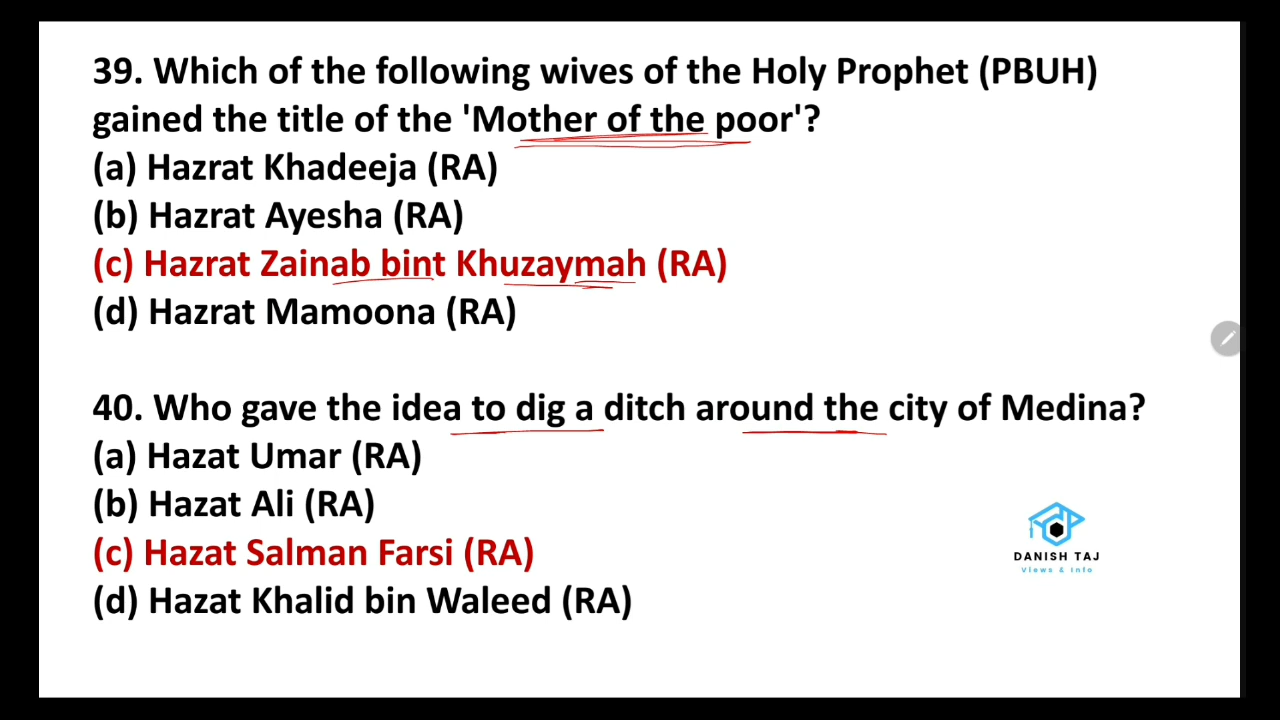 39. Which of the following wives of the Holy Prophet (PBUH)
gained the title of the 'Mother of the poor'?
(a) Hazrat Khadeeja (RA)
(b) Hazrat Ayesha (RA)
(c) Hazrat Zainab bint Khuzaymah (RA)
(d) Hazrat Mamoona (RA)
40. Who gave the idea to dig a ditch around the city of Medina?
(a) Hazat Umar (RA)
(b) Hazat Ali (RA)
(c) Hazat Salman Farsi (RA)
(d) Hazat Khalid bin Waleed (RA)
DANISH TAJ
Views & Info